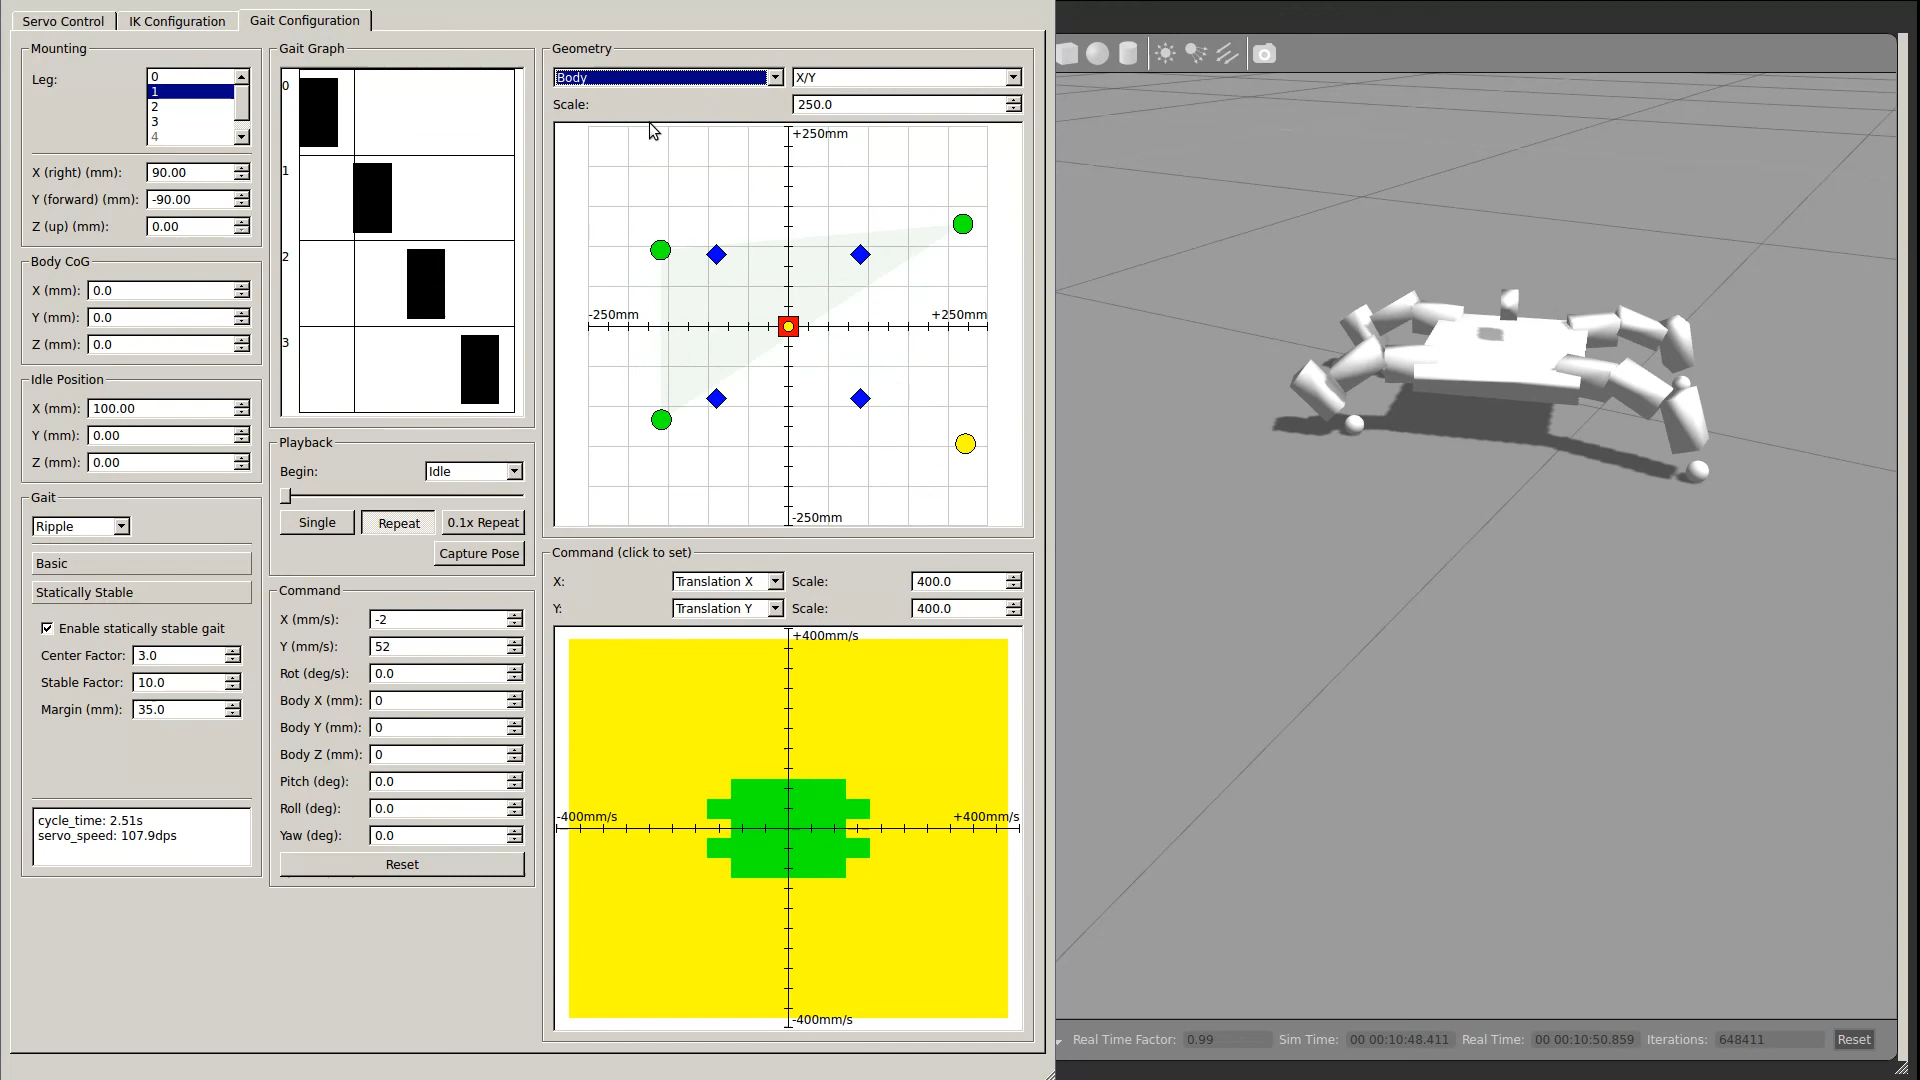 Servo Control
IK Configuration
Gait Configuration
Mounting
Leg:
0
1
2
3
4
X (right) (mm): 90.00
Y (forward) (mm): -90.00
Z (up) (mm): 0.00
Body CoG
X (mm): 0.0
Y (mm): 0.0
Z (mm): 0.0
Idle Position
X (mm): 100.00
Y (mm): 0.00
Z (mm): 0.00
Gait
Ripple
Basic
Statically Stable
Enable statically stable gait
Center Factor: 3.0
Stable Factor: 10.0
Margin (mm): 35.0
cycle_time: 2.51s
servo_speed: 107.9dps
Gait Graph
0
1
2
3
Playback
Begin: Idle
Single Repeat 0.1x Repeat
Capture Pose
Command
X (mm/s): -2
Y (mm/s): 52
Rot (deg/s): 0.0
Body X (mm): 0
Body Y (mm): 0
Body Z (mm): 0
Pitch (deg): 0.0
Roll (deg): 0.0
Yaw (deg): 0.0
Reset
Geometry
Body X/Y
Scale: 250.0
+250mm
-250mm +250mm
-250mm
Command (click to set)
X: Translation X Scale: 400.0
Y: Translation Y Scale: 400.0
+400mm/s
-400mm/s +400mm/s
-400mm/s
Real Time Factor: 0.99 Sim Time: 00 00:10:48.411 Real Time: 00 00:10:50.859 Iterations: 648411 Reset